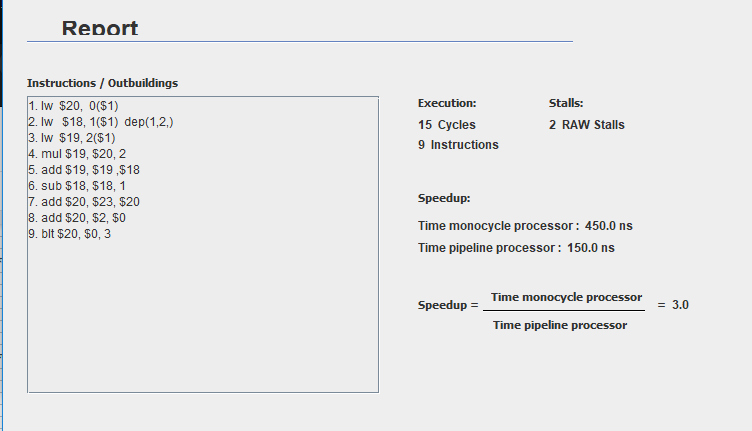 Report
Instructions / Outbuildings
1. lw $20, 0($1)
2. lw $18, 1($1) dep(1,2,)
3. lw $19, 2($1)
4. mul $19, $20, 2
5. add $19, $19 ,$18
6. sub $18, $18, 1
7. add $20, $23, $20
8. add $20, $2, $0
9. blt $20, $0, 3
Execution:
Stalls:
15 Cycles
2 RAW Stalls
9 Instructions
Speedup:
Time monocycle processor : 450.0 ns
Time pipeline processor : 150.0 ns
Speedup = Time monocycle processor = 3.0
Time pipeline processor